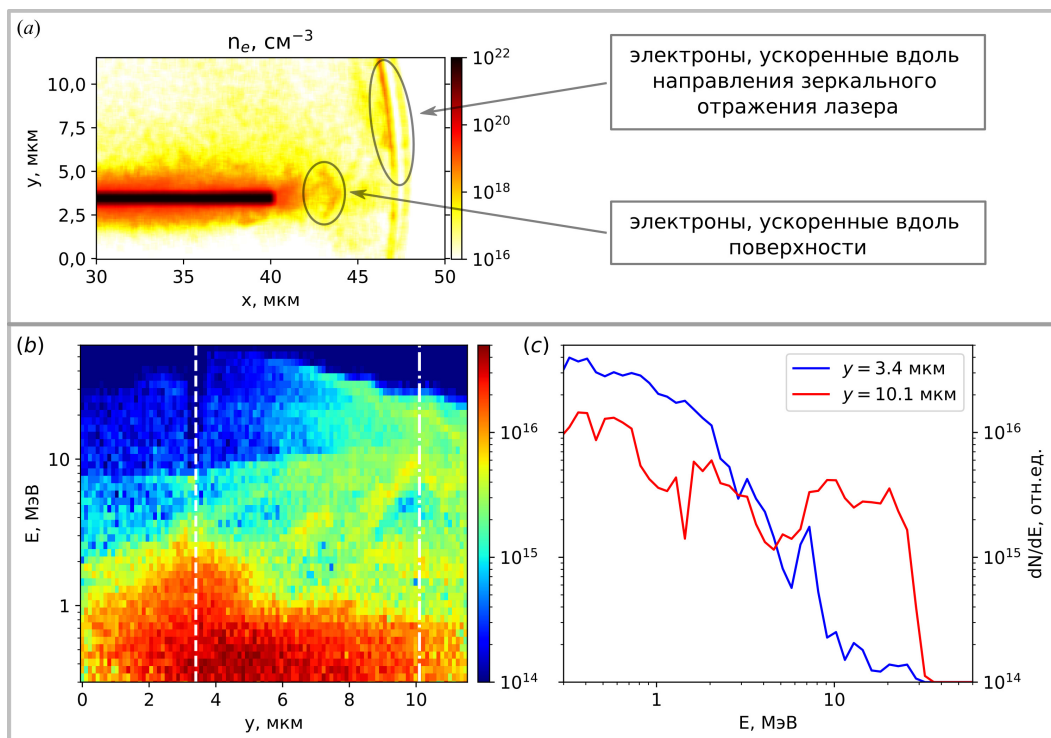 (a)
n_e, см⁻³
10,0
7,5
5,0
2,5
0,0
y, мкм
30 35 40 45 50
x, мкм
10²²
10²⁰
10¹⁸
10¹⁶
электроны, ускоренные вдоль
направления зеркального
отражения лазера
электроны, ускоренные вдоль
поверхности
(b)
10
1
E, МэВ
0 2 4 6 8 10
y, мкм
10¹⁶
10¹⁵
10¹⁴
(c)
y = 3.4 мкм
y = 10.1 мкм
1 10
E, МэВ
10¹⁶
10¹⁵
10¹⁴
dN/dE, отн.ед.